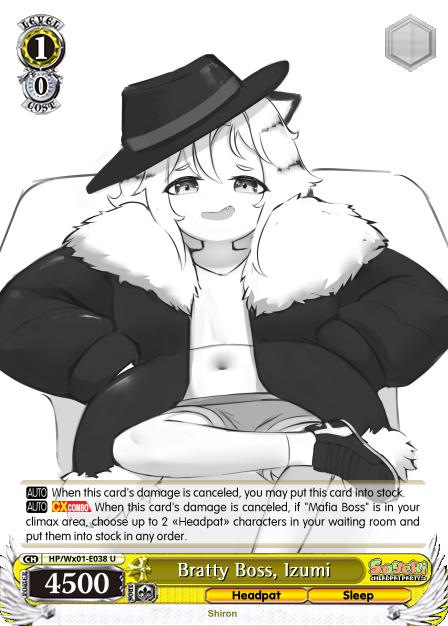 LEVEL
1
0
COST
AUTO When this card's damage is canceled, you may put this card into stock.
AUTO CXCOMBO When this card's damage is canceled, if "Mafia Boss" is in your
climax area, choose up to 2 «Headpat» characters in your waiting room and
put them into stock in any order.
CH HP/Wx01-E038 U
POWER 4500 SOUL Bratty Boss, Izumi
Headpat Sleep
Shiron